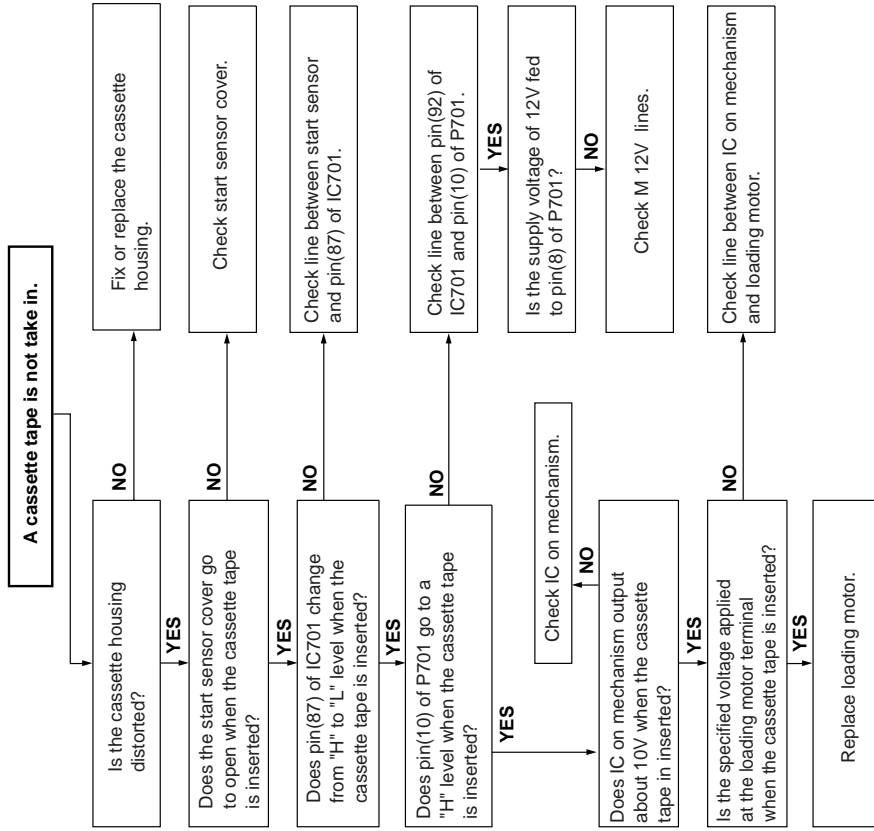 A cassette tape is not take in.
Is the cassette housing
distorted?
NO
Fix or replace the cassette
housing.
YES
Does the start sensor cover go
to open when the cassette tape
is inserted?
NO
Check start sensor cover.
YES
Does pin(87) of IC701 change
from "H" to "L" level when the
cassette tape is inserted?
NO
Check line between start sensor
and pin(87) of IC701.
YES
Does pin(10) of P701 go to a
"H" level when the cassette tape
is inserted?
NO
Check line between pin(92) of
IC701 and pin(10) of P701.
YES
Is the supply voltage of 12V fed
to pin(8) of P701?
NO
Check M 12V lines.
YES
Check IC on mechanism.
NO
Does IC on mechanism output
about 10V when the cassette
tape in inserted?
YES
Is the specified voltage applied
at the loading motor terminal
when the cassette tape is inserted?
NO
Check line between IC on mechanism
and loading motor.
YES
Replace loading motor.